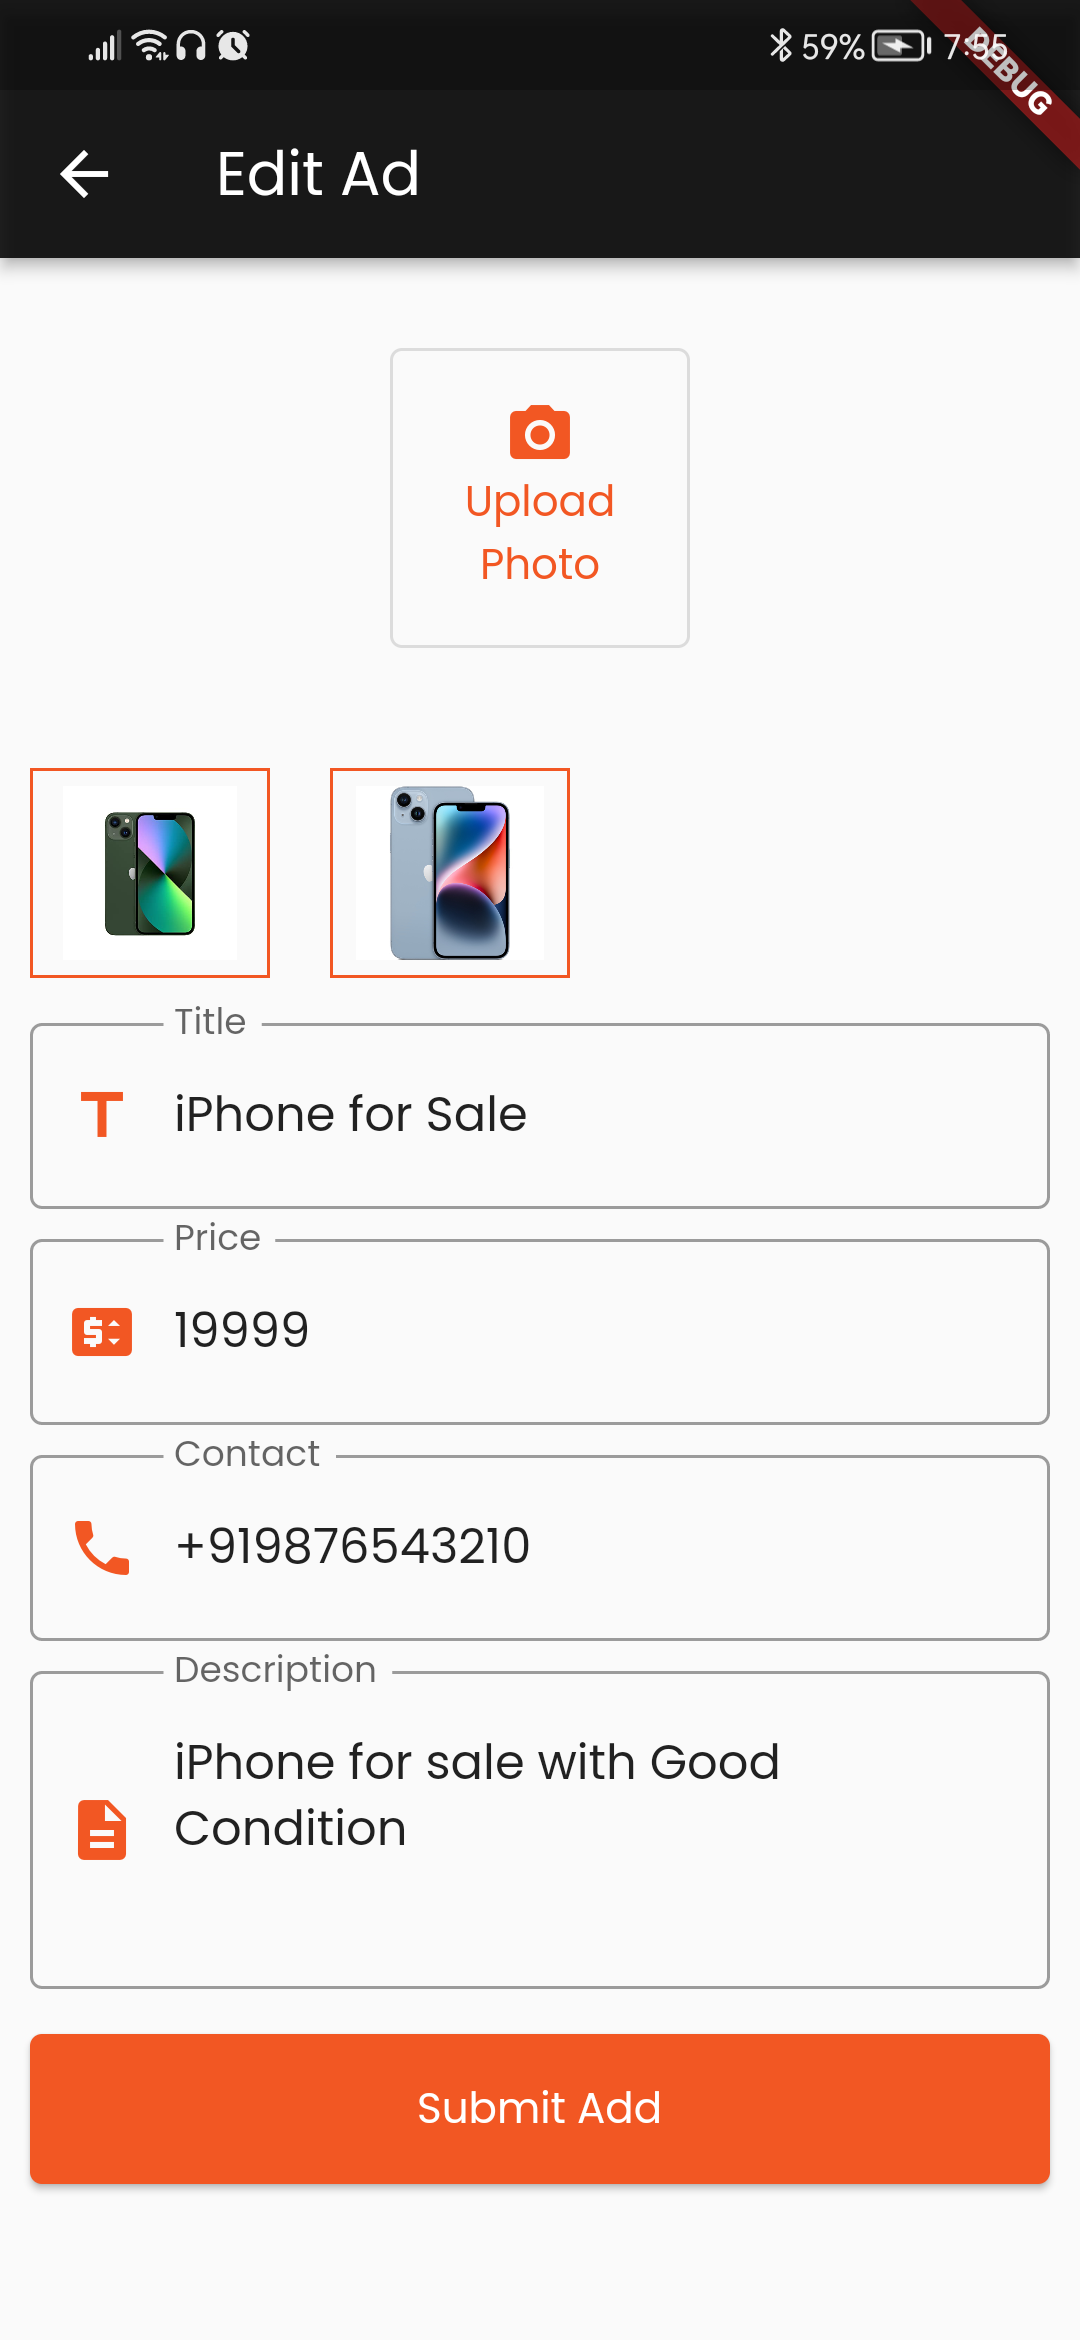 59% 7:55
DEBUG
Edit Ad
Upload
Photo
Title
iPhone for Sale
Price
19999
Contact
+919876543210
Description
iPhone for sale with Good
Condition
Submit Add